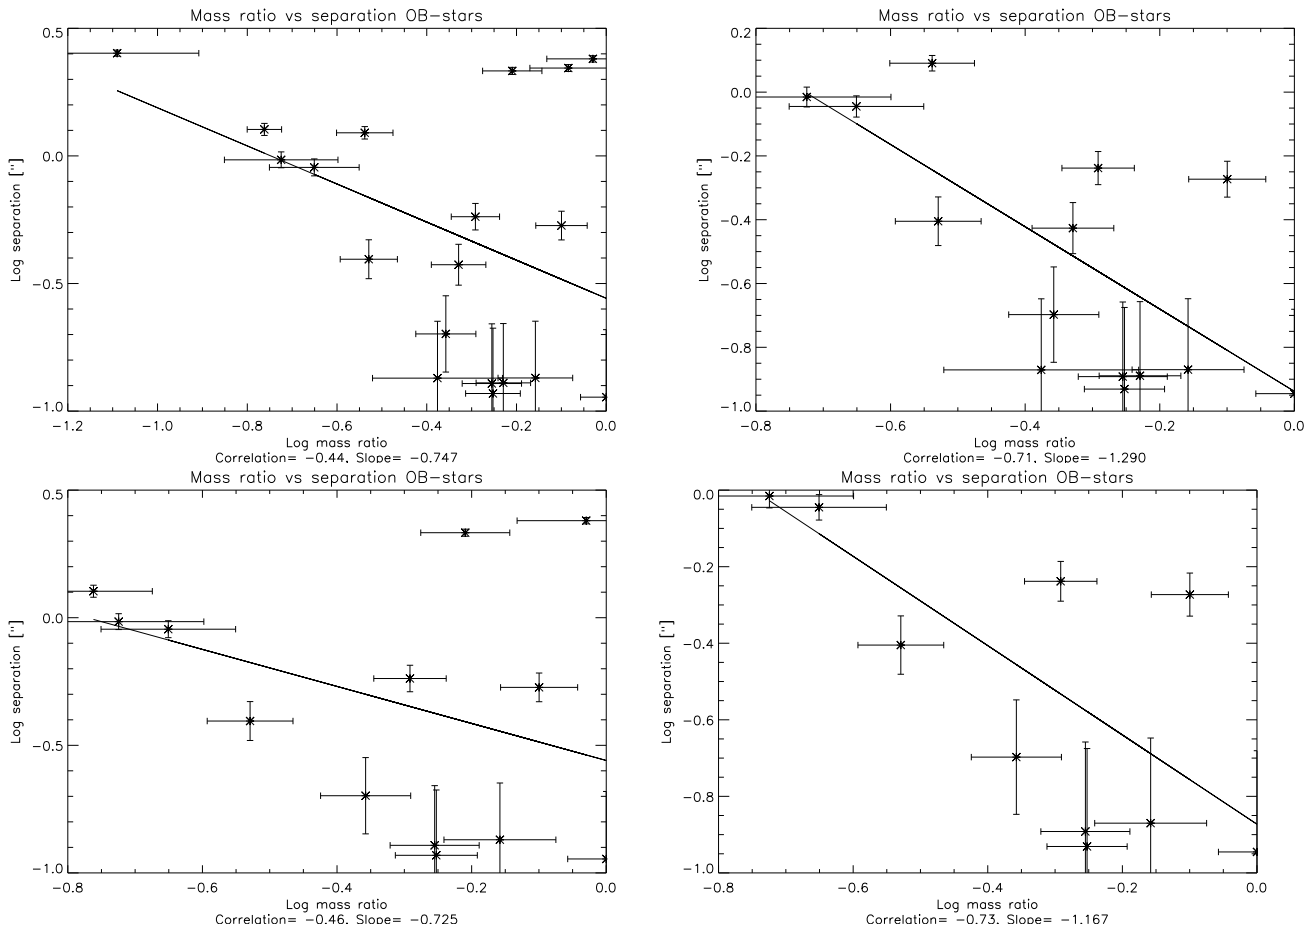 Mass ratio vs separation OB-stars
0.5
0.0
-0.5
-1.0
Log separation ["]
-1.2 -1.0 -0.8 -0.6 -0.4 -0.2 0.0
Log mass ratio
Correlation= -0.44, Slope= -0.747
Mass ratio vs separation OB-stars
0.2
0.0
-0.2
-0.4
-0.6
-0.8
-1.0
Log separation ["]
-0.8 -0.6 -0.4 -0.2 0.0
Log mass ratio
Correlation= -0.71, Slope= -1.290
Mass ratio vs separation OB-stars
0.5
0.0
-0.5
-1.0
Log separation ["]
-0.8 -0.6 -0.4 -0.2 0.0
Log mass ratio
Correlation= -0.46, Slope= -0.725
Mass ratio vs separation OB-stars
0.0
-0.2
-0.4
-0.6
-0.8
-1.0
Log separation ["]
-0.8 -0.6 -0.4 -0.2 0.0
Log mass ratio
Correlation= -0.73, Slope= -1.167